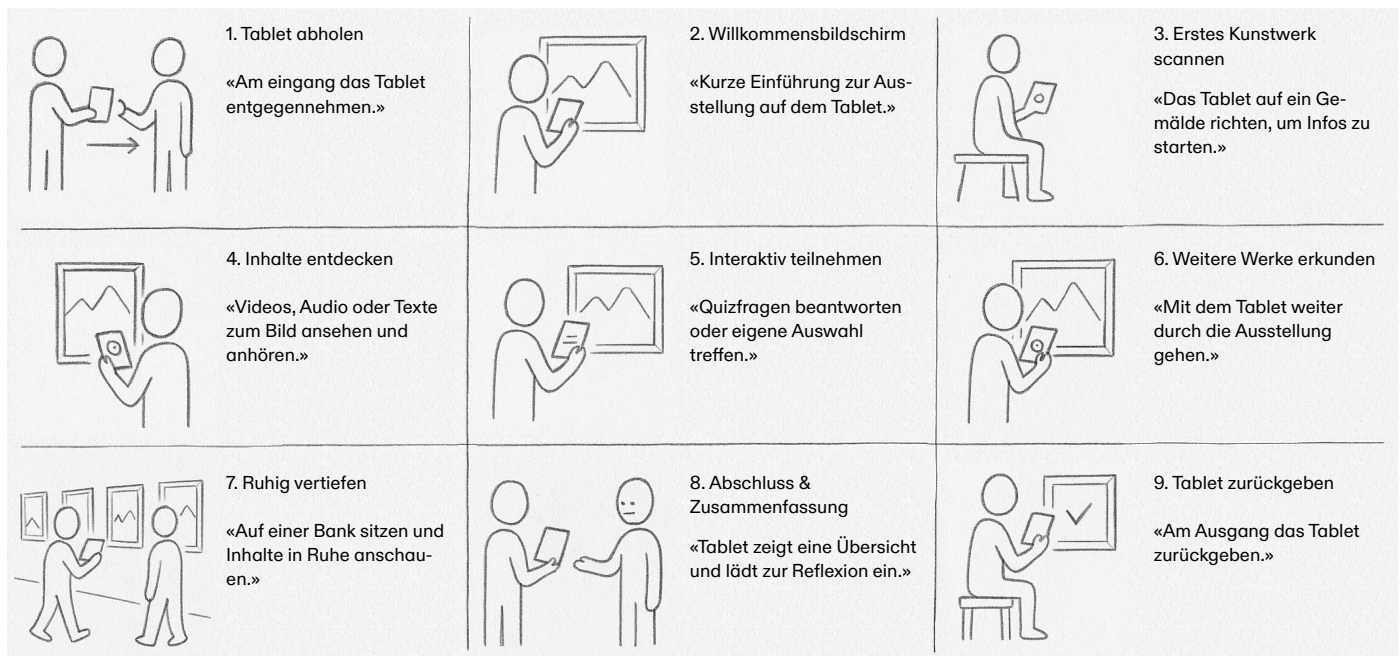 1. Tablet abholen
«Am eingang das Tablet
entgegennehmen.»
2. Willkommensbildschirm
«Kurze Einführung zur Aus-
stellung auf dem Tablet.»
3. Erstes Kunstwerk
scannen
«Das Tablet auf ein Ge-
mälde richten, um Infos zu
starten.»
4. Inhalte entdecken
«Videos, Audio oder Texte
zum Bild ansehen und
anhören.»
5. Interaktiv teilnehmen
«Quizfragen beantworten
oder eigene Auswahl
treffen.»
6. Weitere Werke erkunden
«Mit dem Tablet weiter
durch die Ausstellung
gehen.»
7. Ruhig vertiefen
«Auf einer Bank sitzen und
Inhalte in Ruhe anschau-
en.»
8. Abschluss &
Zusammenfassung
«Tablet zeigt eine Übersicht
und lädt zur Reflexion ein.»
9. Tablet zurückgeben
«Am Ausgang das Tablet
zurückgeben.»